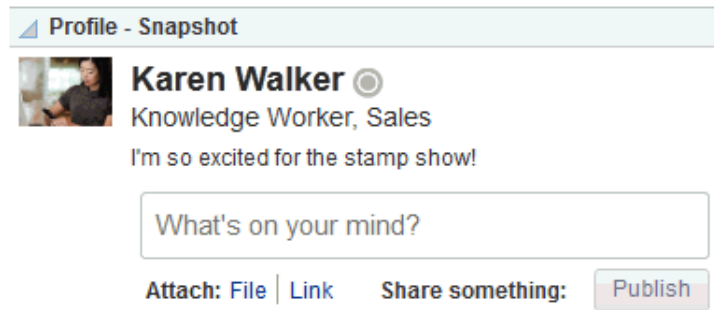 Profile - Snapshot
Karen Walker
Knowledge Worker, Sales
I'm so excited for the stamp show!
What's on your mind?
Attach: File | Link Share something: Publish